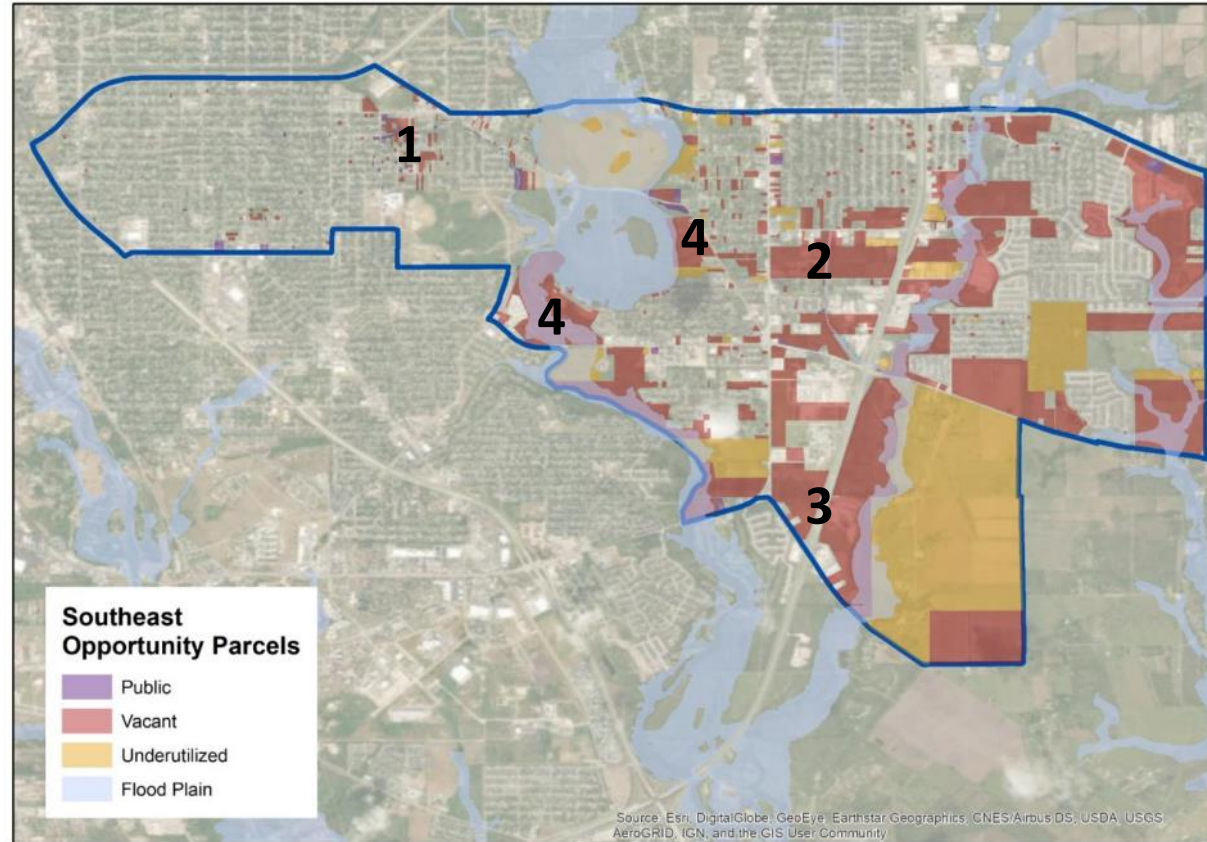 1
4
2
4
3
Southeast
Opportunity Parcels
Public
Vacant
Underutilized
Flood Plain
Source: Esri, DigitalGlobe, GeoEye, Earthstar Geographics, CNES/Airbus DS, USDA, USGS,
AeroGRID, IGN, and the GIS User Community